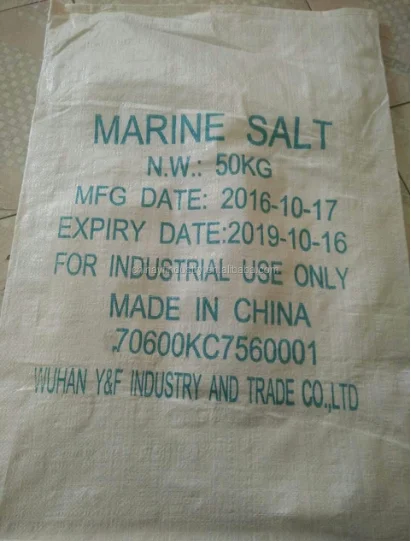 MARINE SALT
N.W.: 50KG
MFG DATE: 2016-10-17
EXPIRY DATE:2019-10-16
FOR INDUSTRIAL USE ONLY
MADE IN CHINA
.70600KC7560001
WUHAN Y&F INDUSTRY AND TRADE CO.,LTD